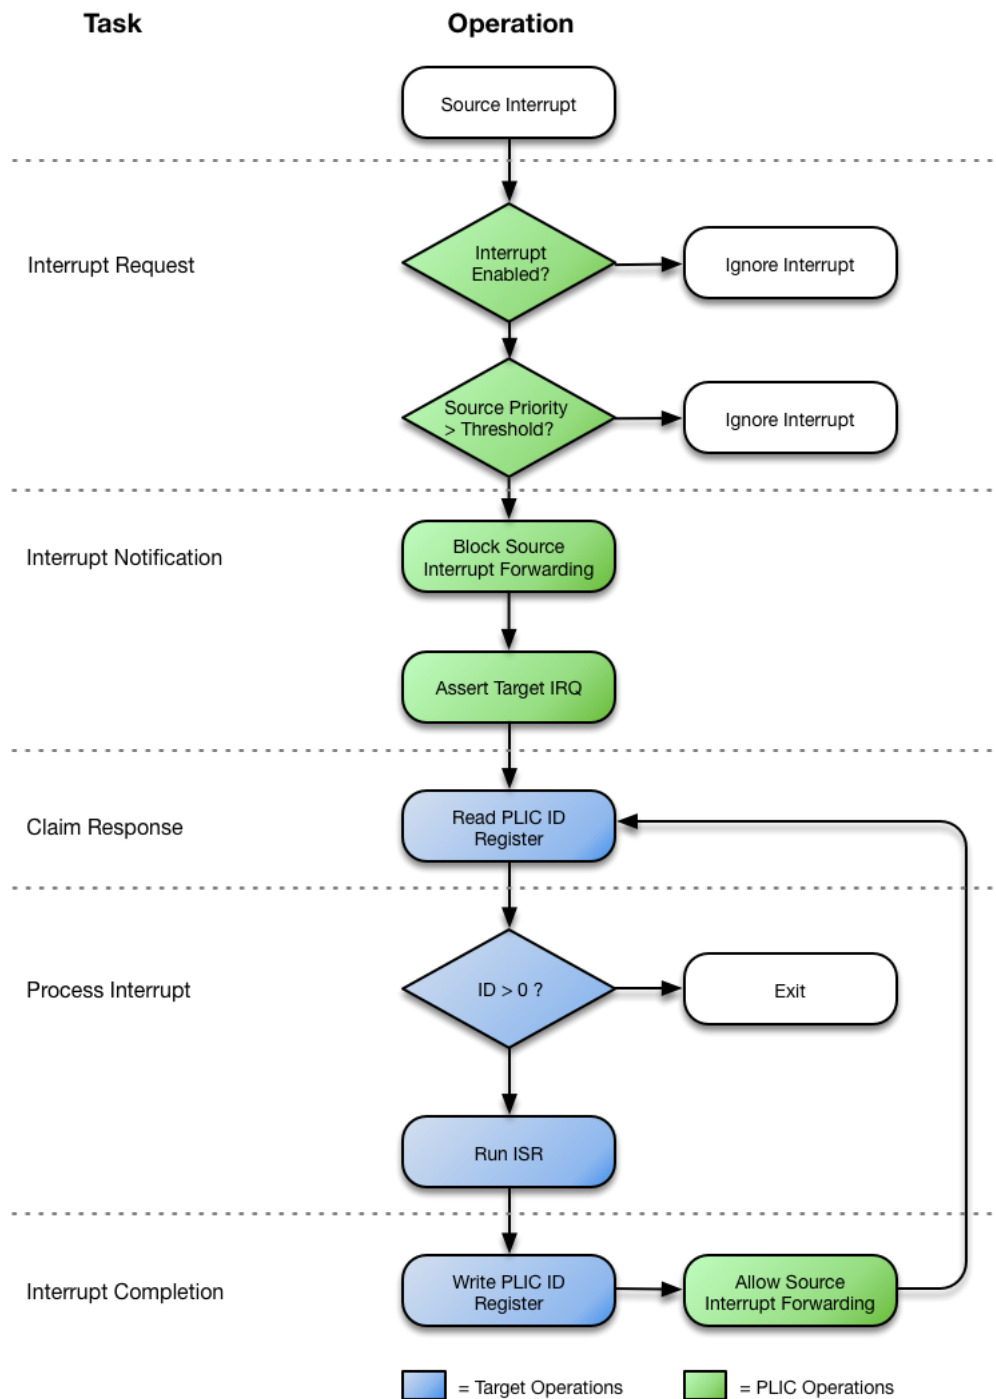 Task
Operation
Source Interrupt
Interrupt Request
Interrupt
Enabled?
Ignore Interrupt
Source Priority
> Threshold?
Ignore Interrupt
Interrupt Notification
Block Source
Interrupt Forwarding
Assert Target IRQ
Claim Response
Read PLIC ID
Register
Process Interrupt
ID > 0 ?
Exit
Run ISR
Interrupt Completion
Write PLIC ID
Register
Allow Source
Interrupt Forwarding
= Target Operations
= PLIC Operations